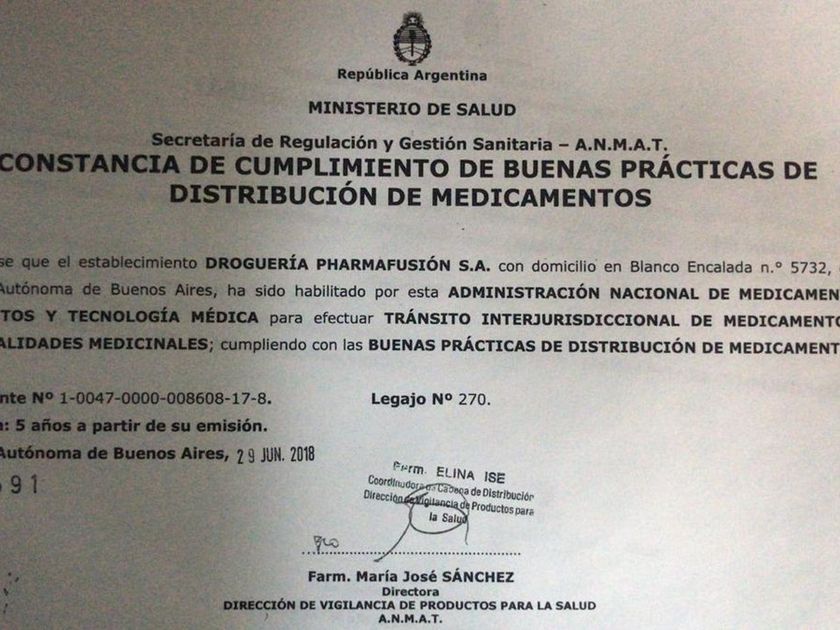 República Argentina
MINISTERIO DE SALUD
Secretaría de Regulación y Gestión Sanitaria – A.N.M.A.T.
CONSTANCIA DE CUMPLIMIENTO DE BUENAS PRÁCTICAS DE
DISTRIBUCIÓN DE MEDICAMENTOS
se que el establecimiento DROGUERÍA PHARMAFUSIÓN S.A. con domicilio en Blanco Encalada n.° 5732,
Autónoma de Buenos Aires, ha sido habilitado por esta ADMINISTRACIÓN NACIONAL DE MEDICAMEN
TOS Y TECNOLOGÍA MÉDICA para efectuar TRÁNSITO INTERJURISDICCIONAL DE MEDICAMENTO
ALIDADES MEDICINALES; cumpliendo con las BUENAS PRÁCTICAS DE DISTRIBUCIÓN DE MEDICAMENT
nte Nº 1-0047-0000-008608-17-8. Legajo Nº 270.
: 5 años a partir de su emisión.
Autónoma de Buenos Aires, 29 JUN. 2018
91
Farm. ELINA ISE
Coordinadora de Cadena de Distribución
Dirección de Vigilancia de Productos para
la Salud
Farm. María José SÁNCHEZ
Directora
DIRECCIÓN DE VIGILANCIA DE PRODUCTOS PARA LA SALUD
A.N.M.A.T.